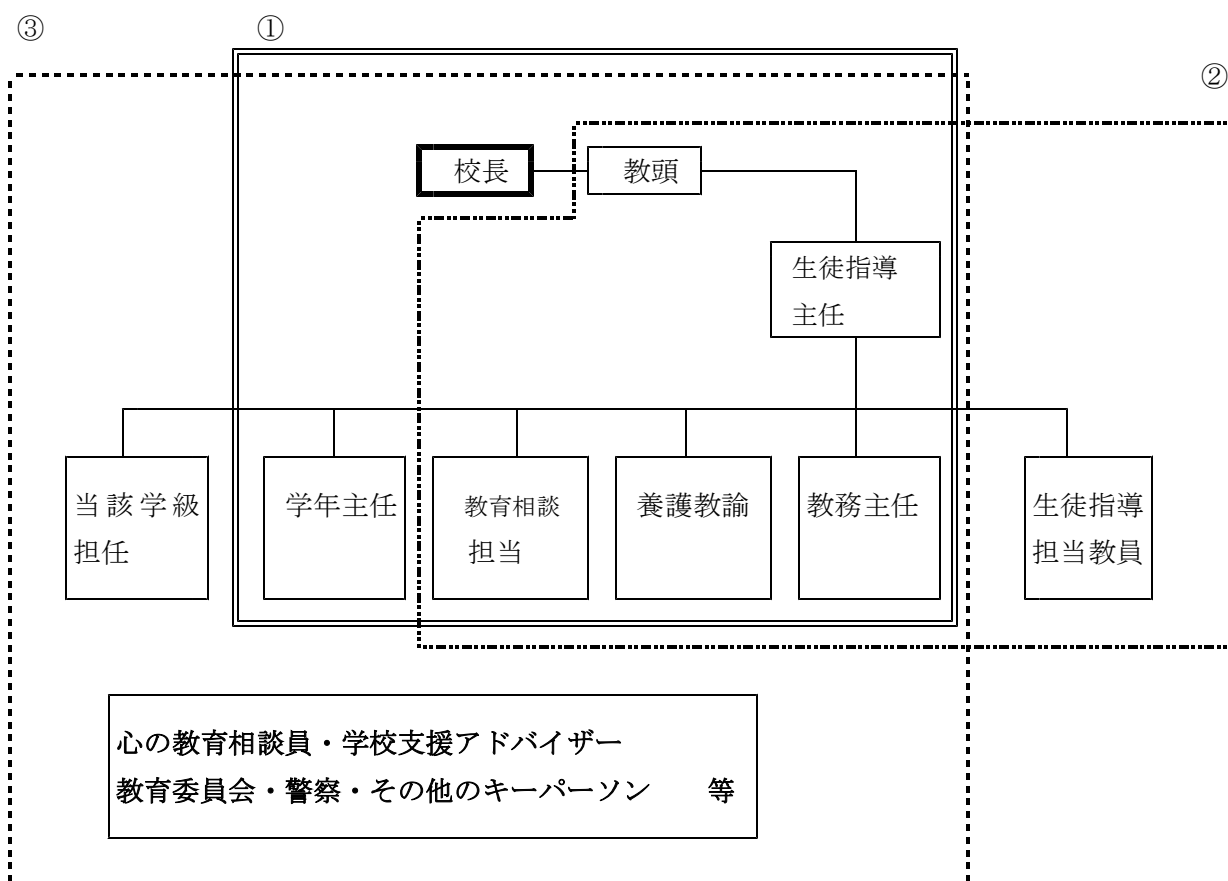 ③
①
②
校長
教頭
生徒指導
主任
当該学級
担任
学年主任
教育相談
担当
養護教諭
教務主任
生徒指導
担当教員
心の教育相談員・学校支援アドバイザー
教育委員会・警察・その他のキーパーソン　　等